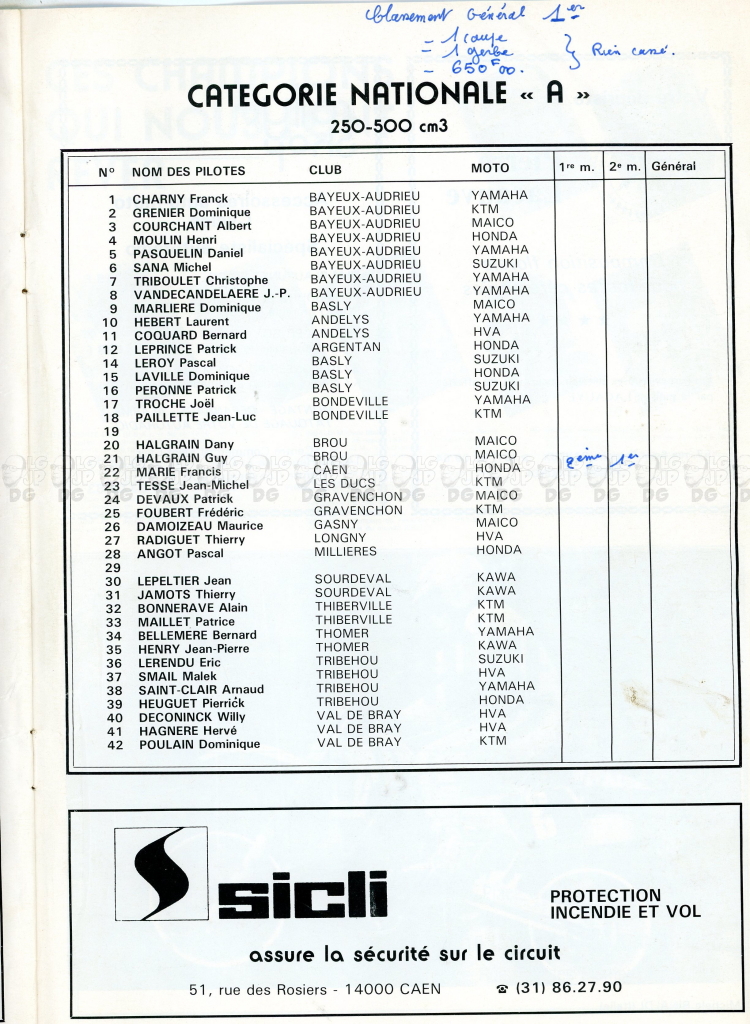 Classement Général 1er
= 1 coupe
= 1 gerbe } Rien cassé.
- 650F00.
CATEGORIE NATIONALE « A »
250-500 cm3
N° NOM DES PILOTES CLUB MOTO 1re m. 2e m. Général
1 CHARNY Franck BAYEUX-AUDRIEU YAMAHA
2 GRENIER Dominique BAYEUX-AUDRIEU KTM
3 COURCHANT Albert BAYEUX-AUDRIEU MAICO
4 MOULIN Henri BAYEUX-AUDRIEU HONDA
5 PASQUELIN Daniel BAYEUX-AUDRIEU YAMAHA
6 SANA Michel BAYEUX-AUDRIEU SUZUKI
7 TRIBOULET Christophe BAYEUX-AUDRIEU YAMAHA
8 VANDECANDELAERE J.-P. BAYEUX-AUDRIEU YAMAHA
9 MARLIERE Dominique BASLY MAICO
10 HEBERT Laurent ANDELYS YAMAHA
11 COQUARD Bernard ANDELYS HVA
12 LEPRINCE Patrick ARGENTAN HONDA
14 LEROY Pascal BASLY SUZUKI
15 LAVILLE Dominique BASLY HONDA
16 PERONNE Patrick BASLY SUZUKI
17 TROCHE Joël BONDEVILLE YAMAHA
18 PAILLETTE Jean-Luc BONDEVILLE KTM
19
20 HALGRAIN Dany BROU MAICO
21 HALGRAIN Guy BROU MAICO 2ème 1er
22 MARIE Francis CAEN HONDA
23 TESSE Jean-Michel LES DUCS KTM
24 DEVAUX Patrick GRAVENCHON MAICO
25 FOUBERT Frédéric GRAVENCHON KTM
26 DAMOIZEAU Maurice GASNY MAICO
27 RADIGUET Thierry LONGNY HVA
28 ANGOT Pascal MILLIERES HONDA
29
30 LEPELTIER Jean SOURDEVAL KAWA
31 JAMOTS Thierry SOURDEVAL KAWA
32 BONNERAVE Alain THIBERVILLE KTM
33 MAILLET Patrice THIBERVILLE KTM
34 BELLEMERE Bernard THOMER YAMAHA
35 HENRY Jean-Pierre THOMER KAWA
36 LERENDU Eric TRIBEHOU SUZUKI
37 SMAIL Malek TRIBEHOU HVA
38 SAINT-CLAIR Arnaud TRIBEHOU YAMAHA
39 HEUGUET Pierrick TRIBEHOU HONDA
40 DECONINCK Willy VAL DE BRAY HVA
41 HAGNERE Hervé VAL DE BRAY HVA
42 POULAIN Dominique VAL DE BRAY KTM
sicli
PROTECTION
INCENDIE ET VOL
assure la sécurité sur le circuit
51, rue des Rosiers - 14000 CAEN ☎ (31) 86.27.90